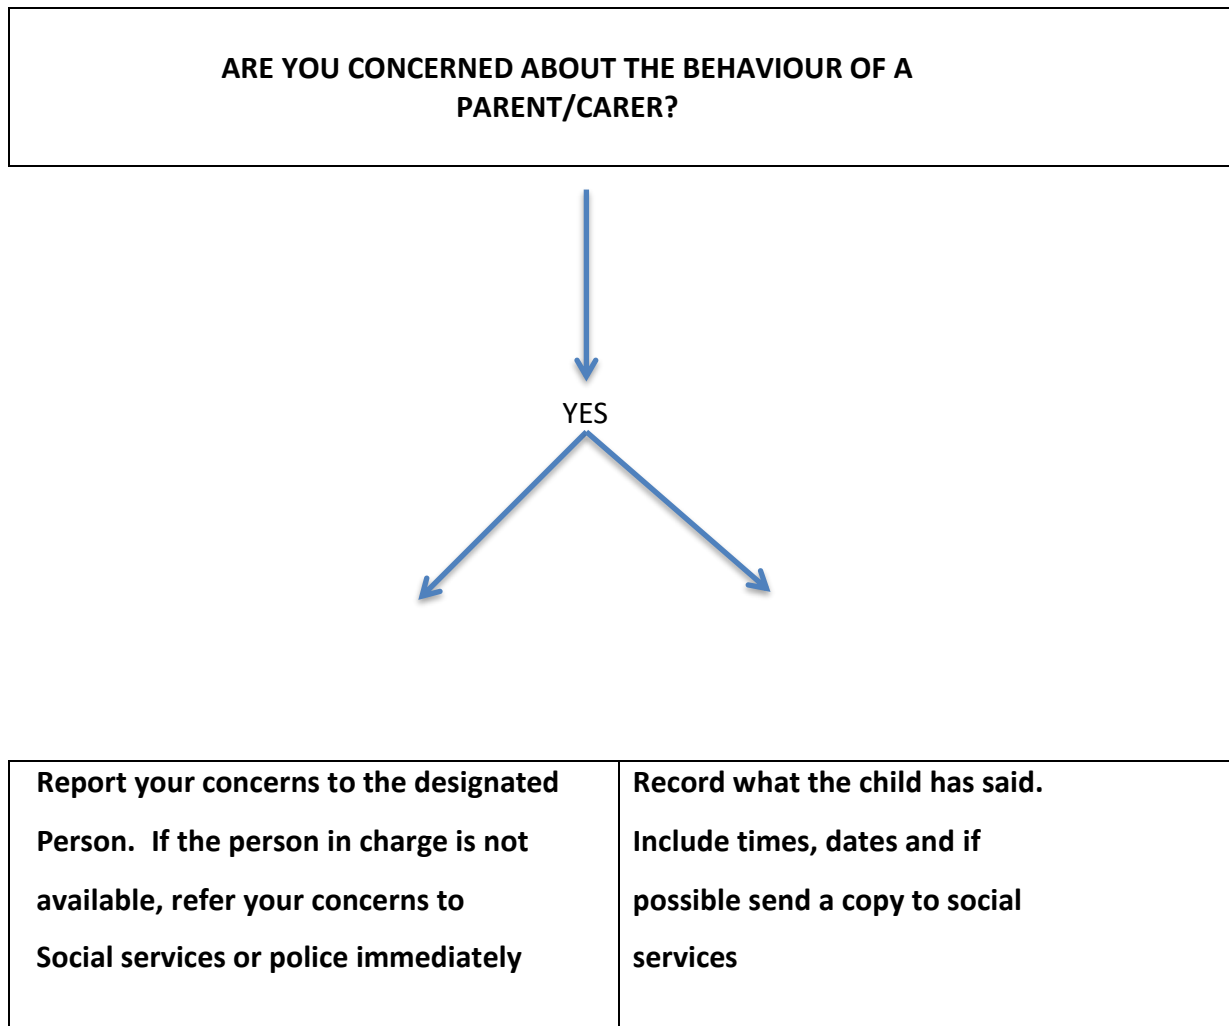 ARE YOU CONCERNED ABOUT THE BEHAVIOUR OF A
PARENT/CARER?
YES
Report your concerns to the designated
Person.  If the person in charge is not
available, refer your concerns to
Social services or police immediately
Record what the child has said.
Include times, dates and if
possible send a copy to social
services